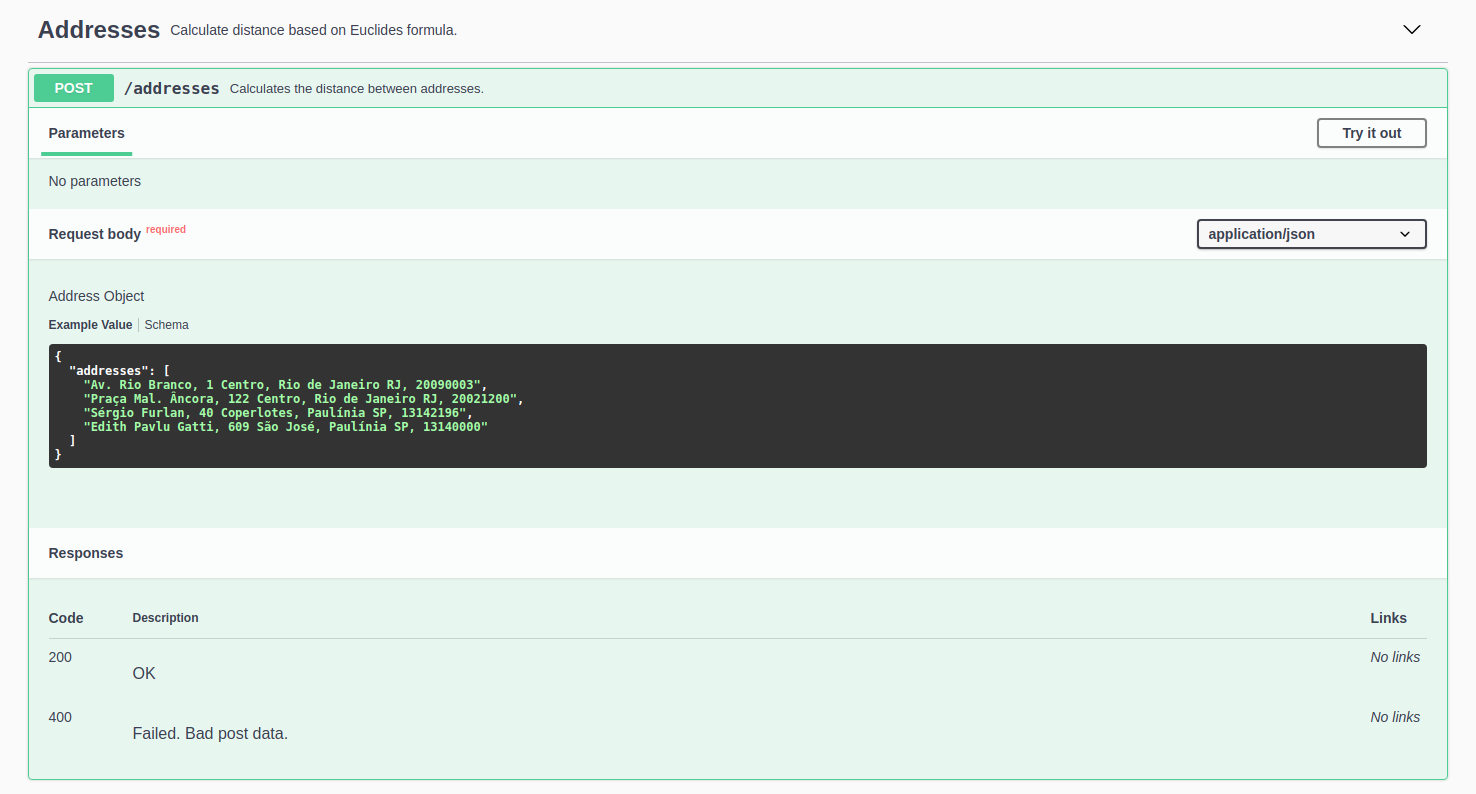 Addresses Calculate distance based on Euclides formula.
POST /addresses Calculates the distance between addresses.
Parameters Try it out
No parameters
Request body required application/json
Address Object
Example Value Schema
{
  "addresses": [
    "Av. Rio Branco, 1 Centro, Rio de Janeiro RJ, 20090003",
    "Praça Mal. Âncora, 122 Centro, Rio de Janeiro RJ, 20021200",
    "Sérgio Furlan, 40 Coperlotes, Paulínia SP, 13142196",
    "Edith Pavlu Gatti, 609 São José, Paulínia SP, 13140000"
  ]
}
Responses
Code Description Links
200 No links
OK
400 No links
Failed. Bad post data.